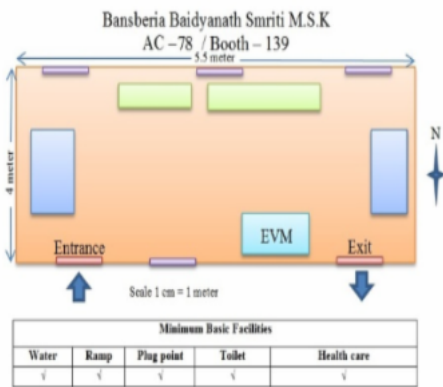 Bansberia Baidyanath Smriti M.S.K
AC –78 / Booth – 139
5.5 meter
4 meter
N
EVM
Entrance
Exit
Scale 1 cm = 1 meter
Minimum Basic Facilities
Water Ramp Plug point Toilet Health care
√ √ √ √ √